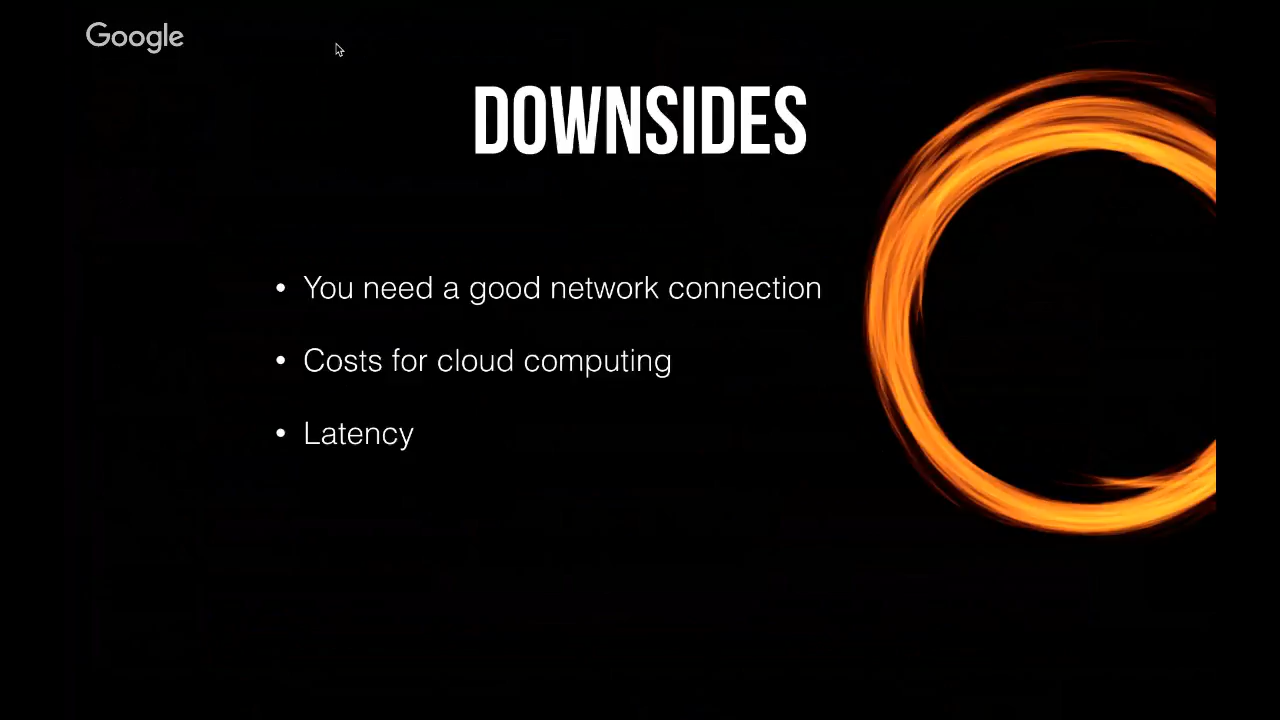 Google
DOWNSIDES
• You need a good network connection
• Costs for cloud computing
• Latency